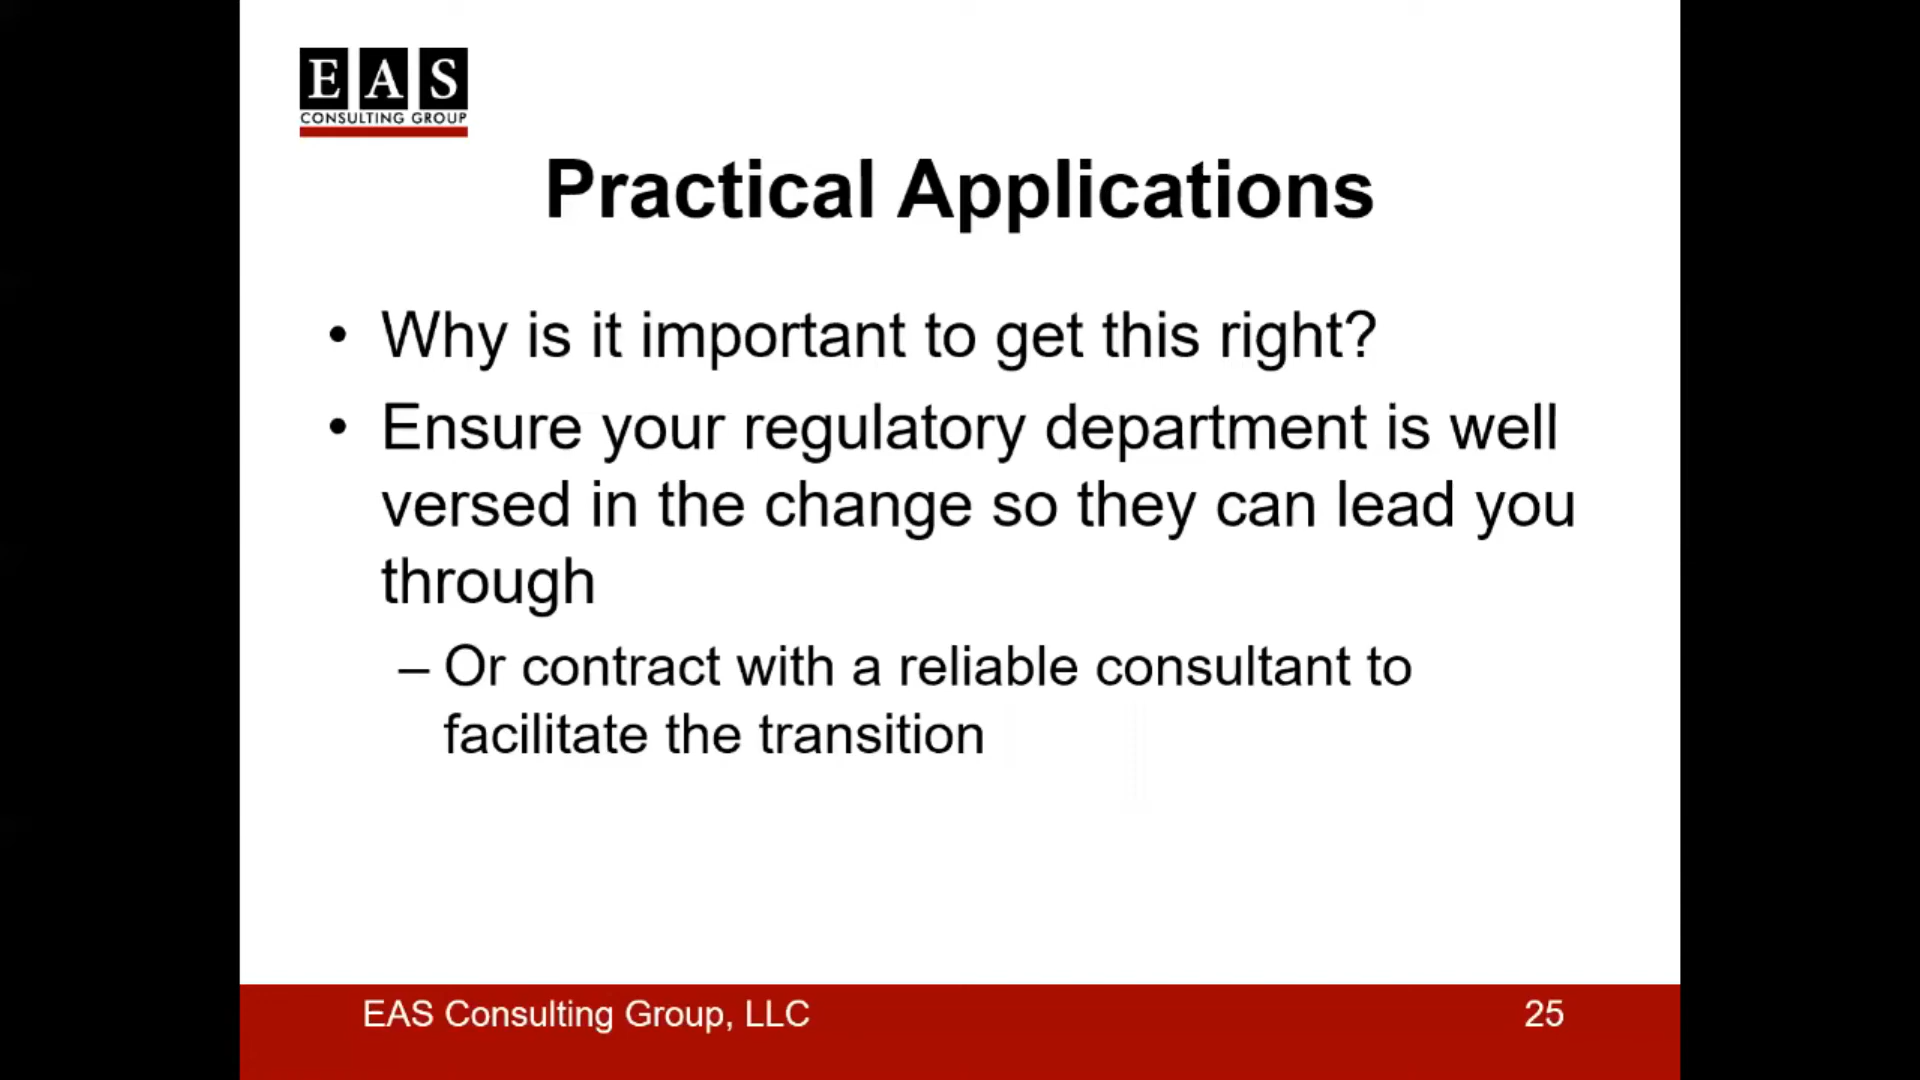 EAS
CONSULTING GROUP
Practical Applications
• Why is it important to get this right?
• Ensure your regulatory department is well
versed in the change so they can lead you
through
– Or contract with a reliable consultant to
facilitate the transition
EAS Consulting Group, LLC
25